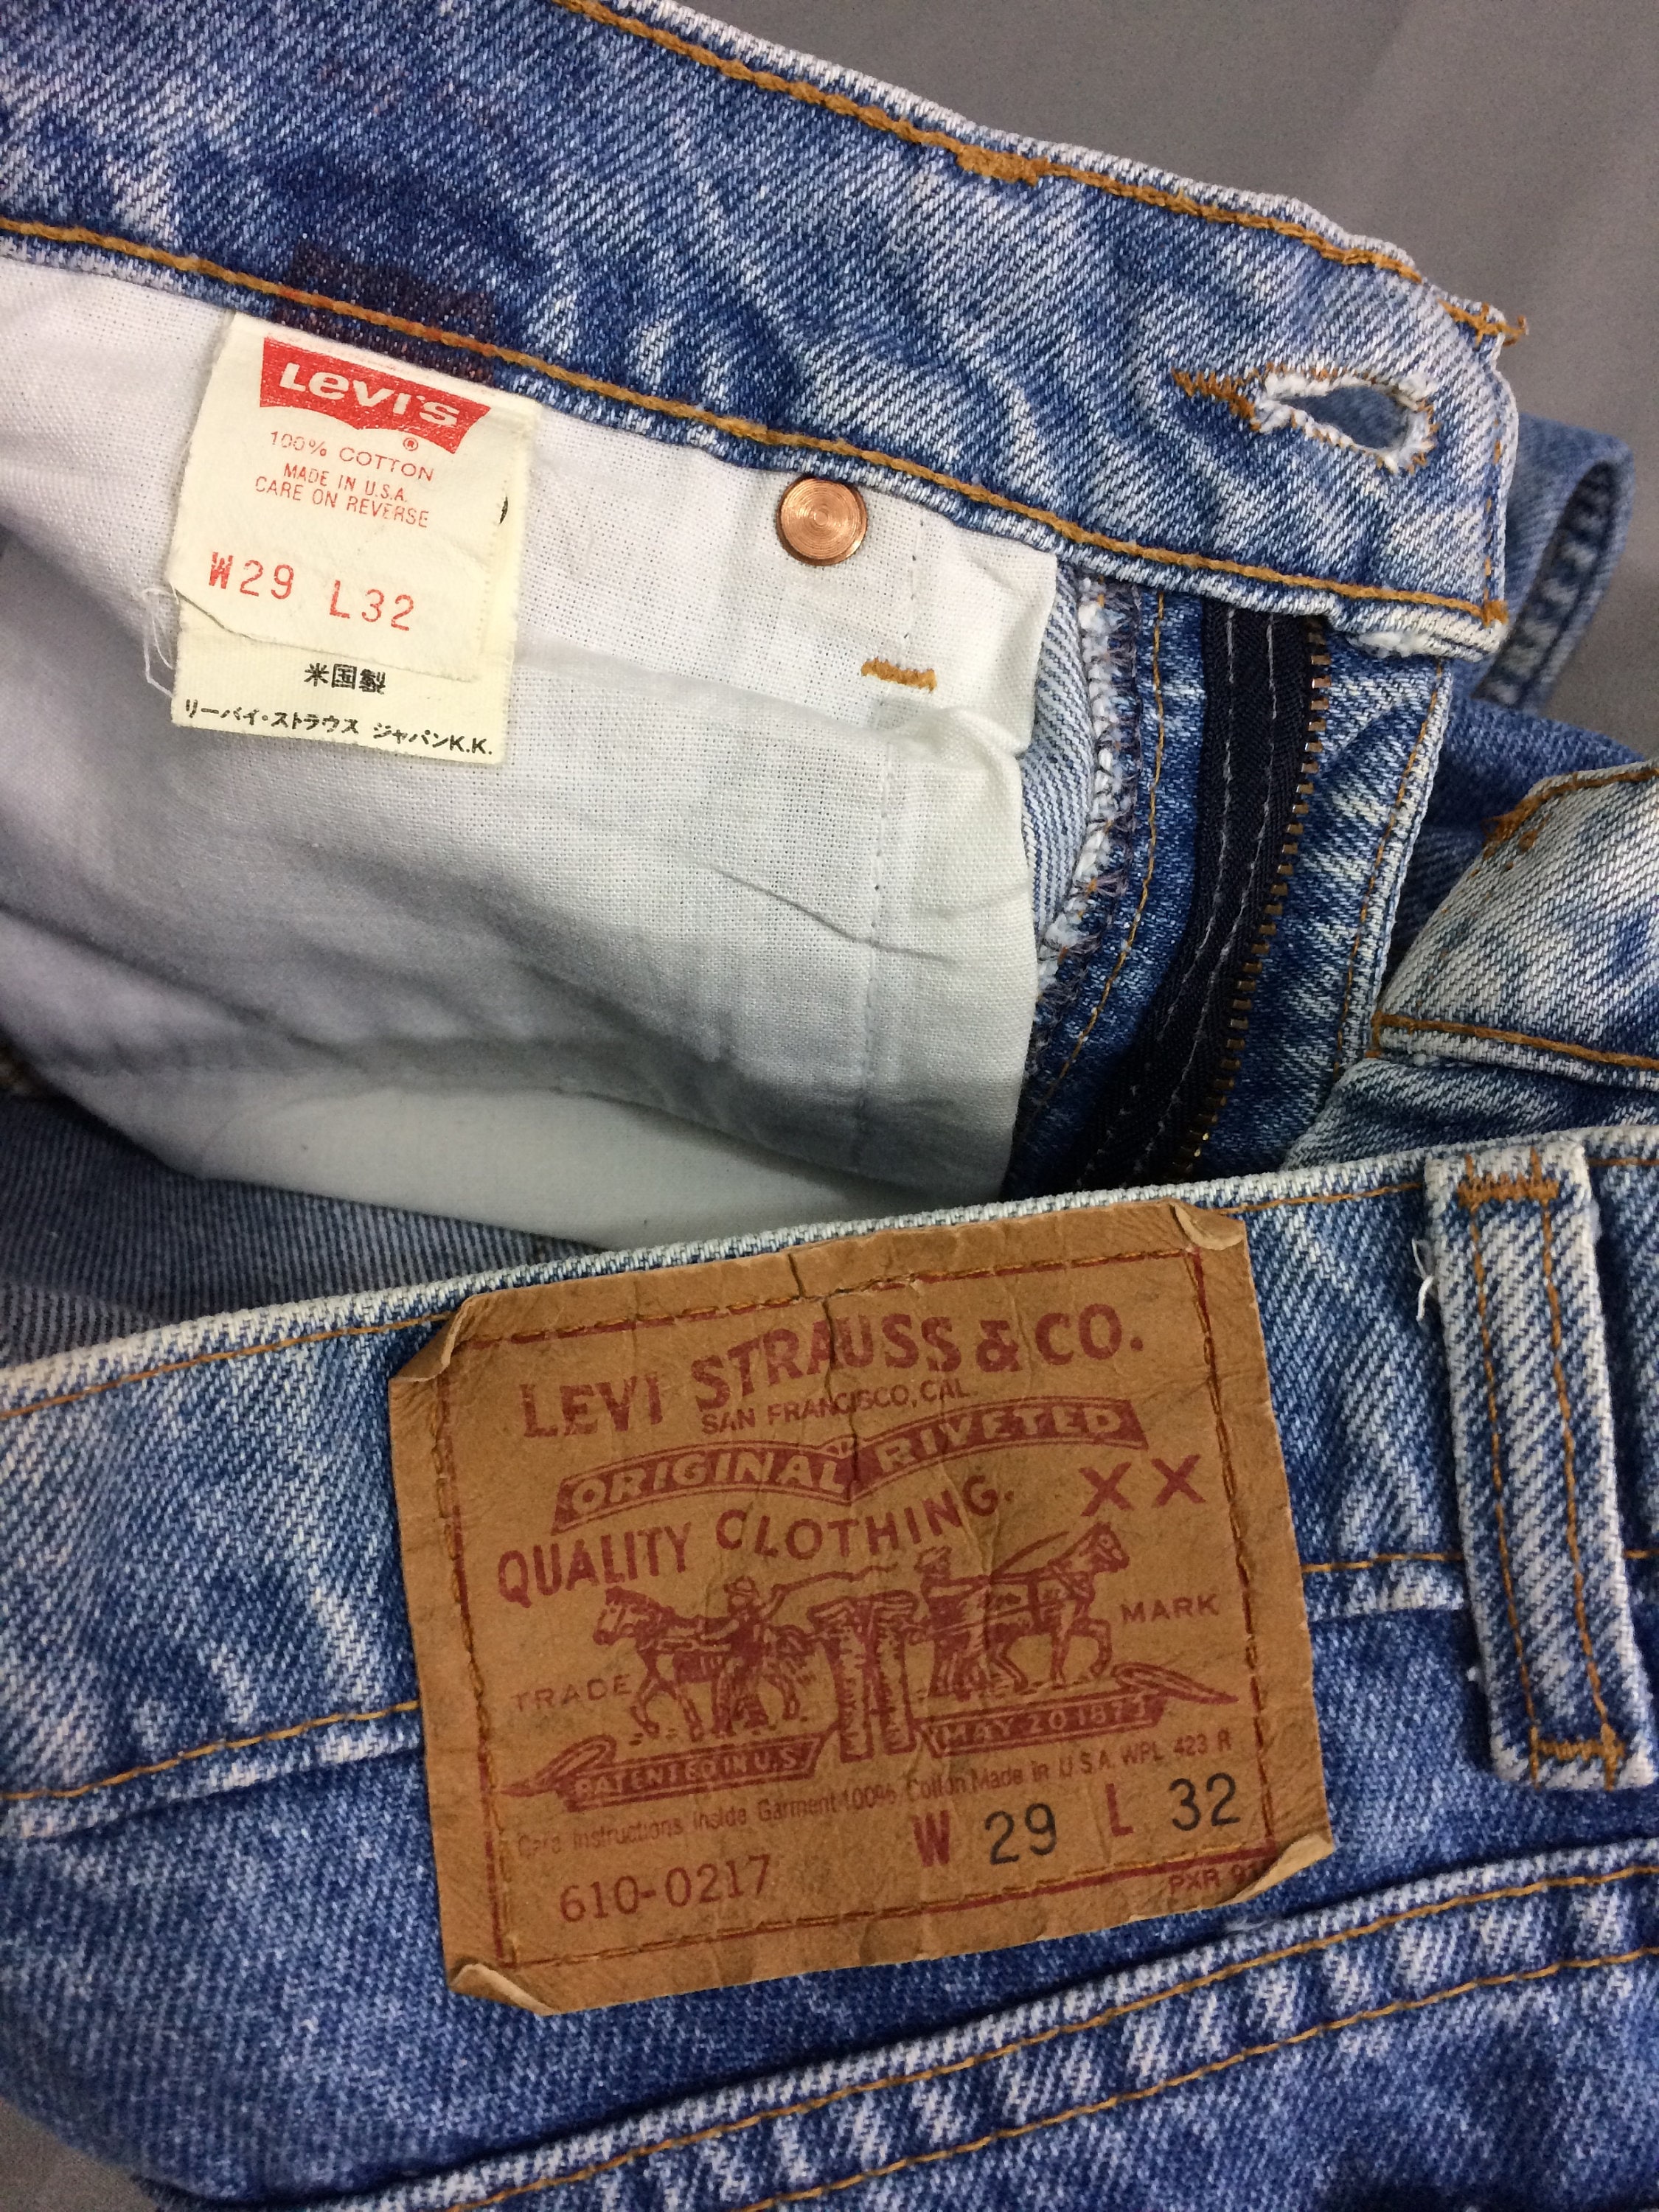 LEVI'S
®
100% COTTON
MADE IN U.S.A.
CARE ON REVERSE
W29 L32
米国製
リーバイ・ストラウス ジャパンK.K.
LEVI STRAUSS & CO.
SAN FRANCISCO, CAL.
ORIGINAL RIVETED
QUALITY CLOTHING. XX
TRADE MARK
PATENTED IN U.S. MAY 20 1873
Care Instructions Inside Garment 100% Cotton Made in U.S.A. WPL 423 R
610-0217 W 29 L 32
PXR